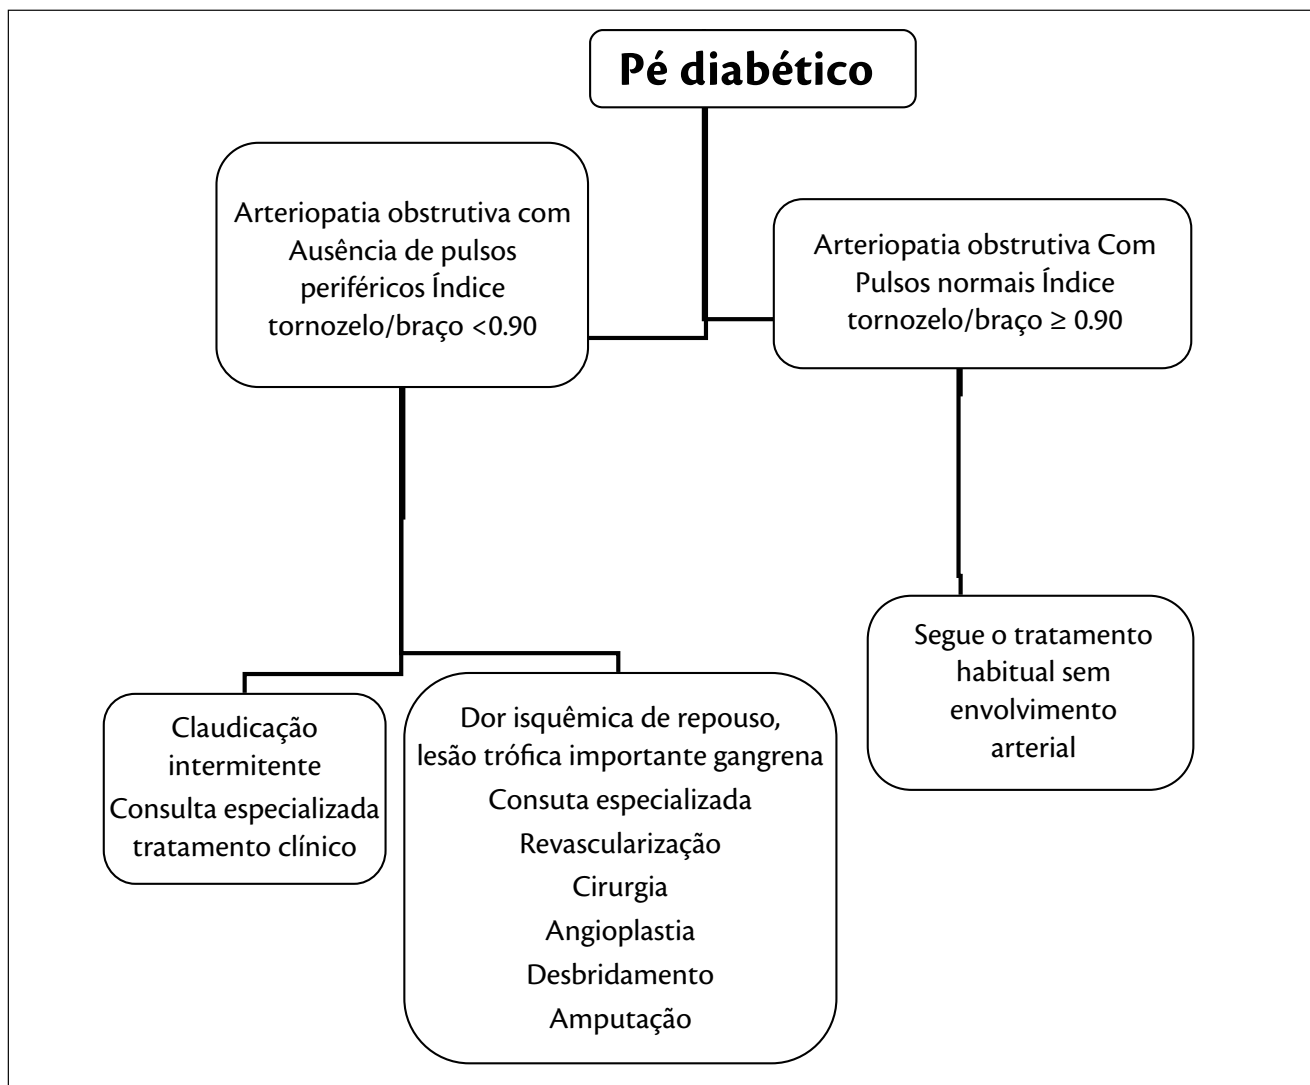 Pé diabético
Arteriopatia obstrutiva com
Ausência de pulsos
periféricos Índice
tornozelo/braço <0.90
Arteriopatia obstrutiva Com
Pulsos normais Índice
tornozelo/braço ≥ 0.90
Claudicação
intermitente
Consulta especializada
tratamento clínico
Dor isquêmica de repouso,
lesão trófica importante gangrena
Consuta especializada
Revascularização
Cirurgia
Angioplastia
Desbridamento
Amputação
Segue o tratamento
habitual sem
envolvimento
arterial